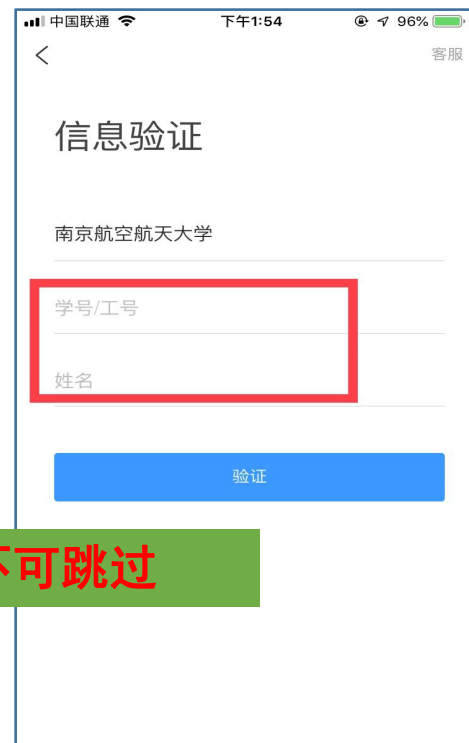 中国联通 下午1:54 96%
客服
信息验证
南京航空航天大学
学号/工号
姓名
验证
不可跳过